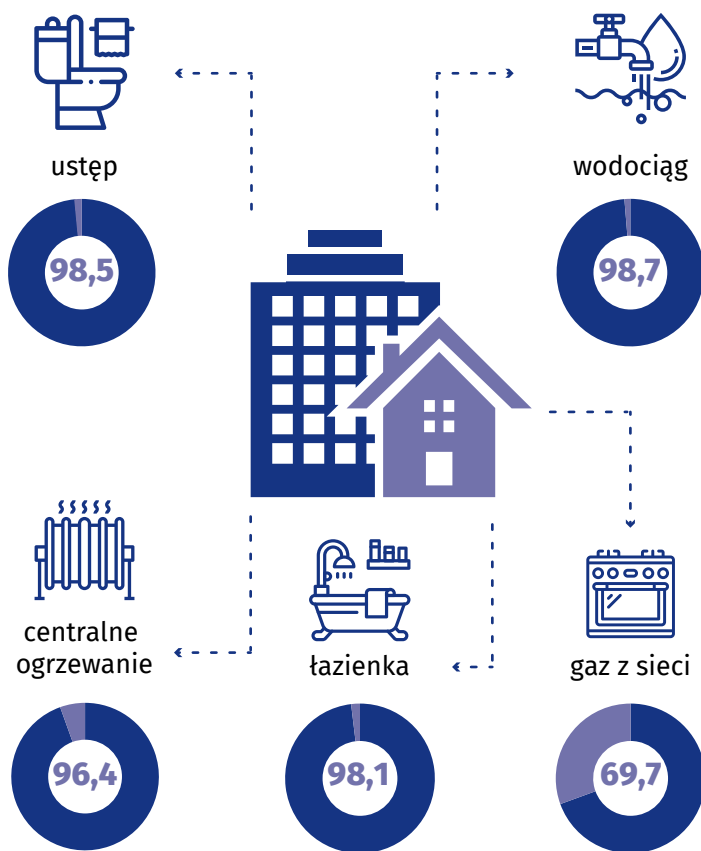 ustęp
98,5
wodociąg
98,7
centralne
ogrzewanie
96,4
łazienka
98,1
gaz z sieci
69,7